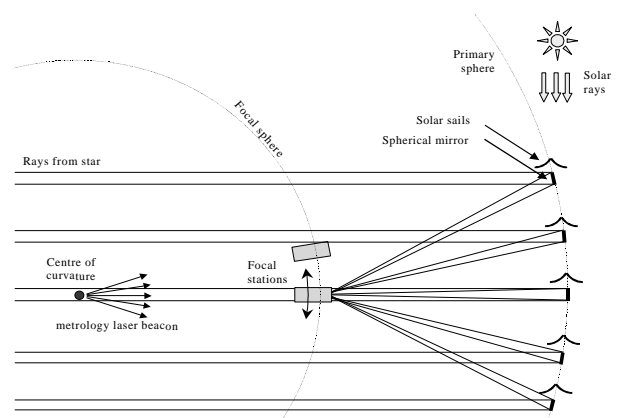 Primary
sphere
Solar
rays
Focal sphere
Solar sails
Spherical mirror
Rays from star
Centre of
curvature
Focal
stations
metrology laser beacon